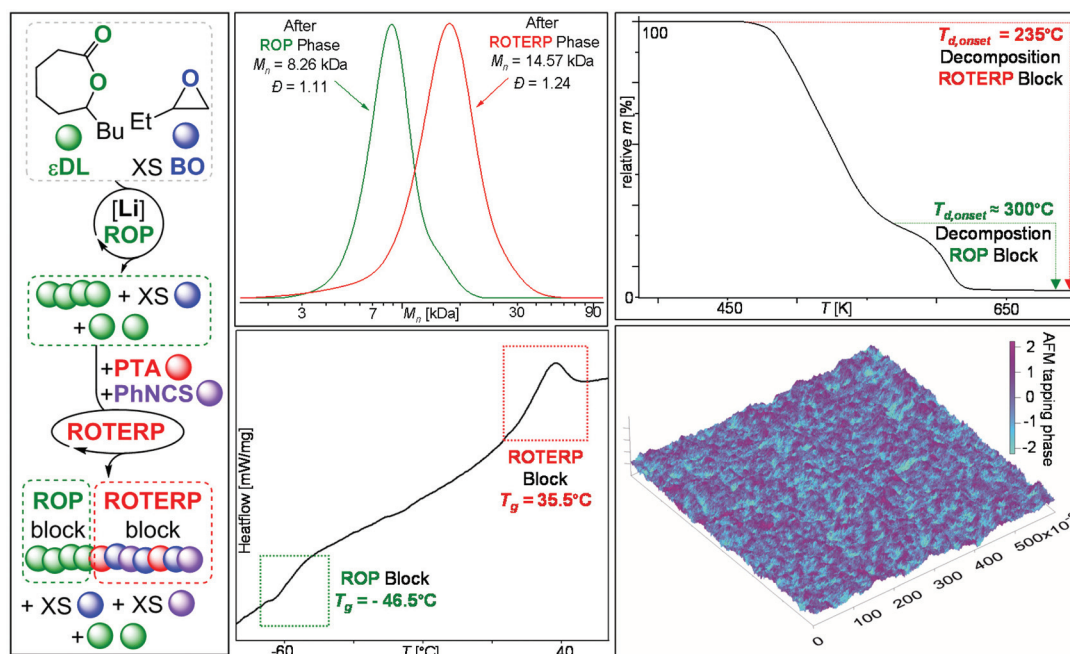 O
O
O
Bu
Et
εDL
XS BO
[Li]
ROP
+ XS
+
+PTA
+PhNCS
ROTERP
ROP ROTERP
block block
+ XS + XS
+
After
ROP Phase
Mn = 8.26 kDa
Đ = 1.11
After
ROTERP Phase
Mn = 14.57 kDa
Đ = 1.24
3 7 Mn [kDa] 30 90
100
relative m [%]
0
Td,onset = 235°C
Decomposition
ROTERP Block
Td,onset ≈ 300°C
Decompostion
ROP Block
450 T [K] 650
Heatflow [mW/mg]
ROTERP
Block
Tg = 35.5°C
ROP Block
Tg = - 46.5°C
-60 T [°C] 40
AFM tapping phase
2
1
0
-1
-2
0
100
200
300
400